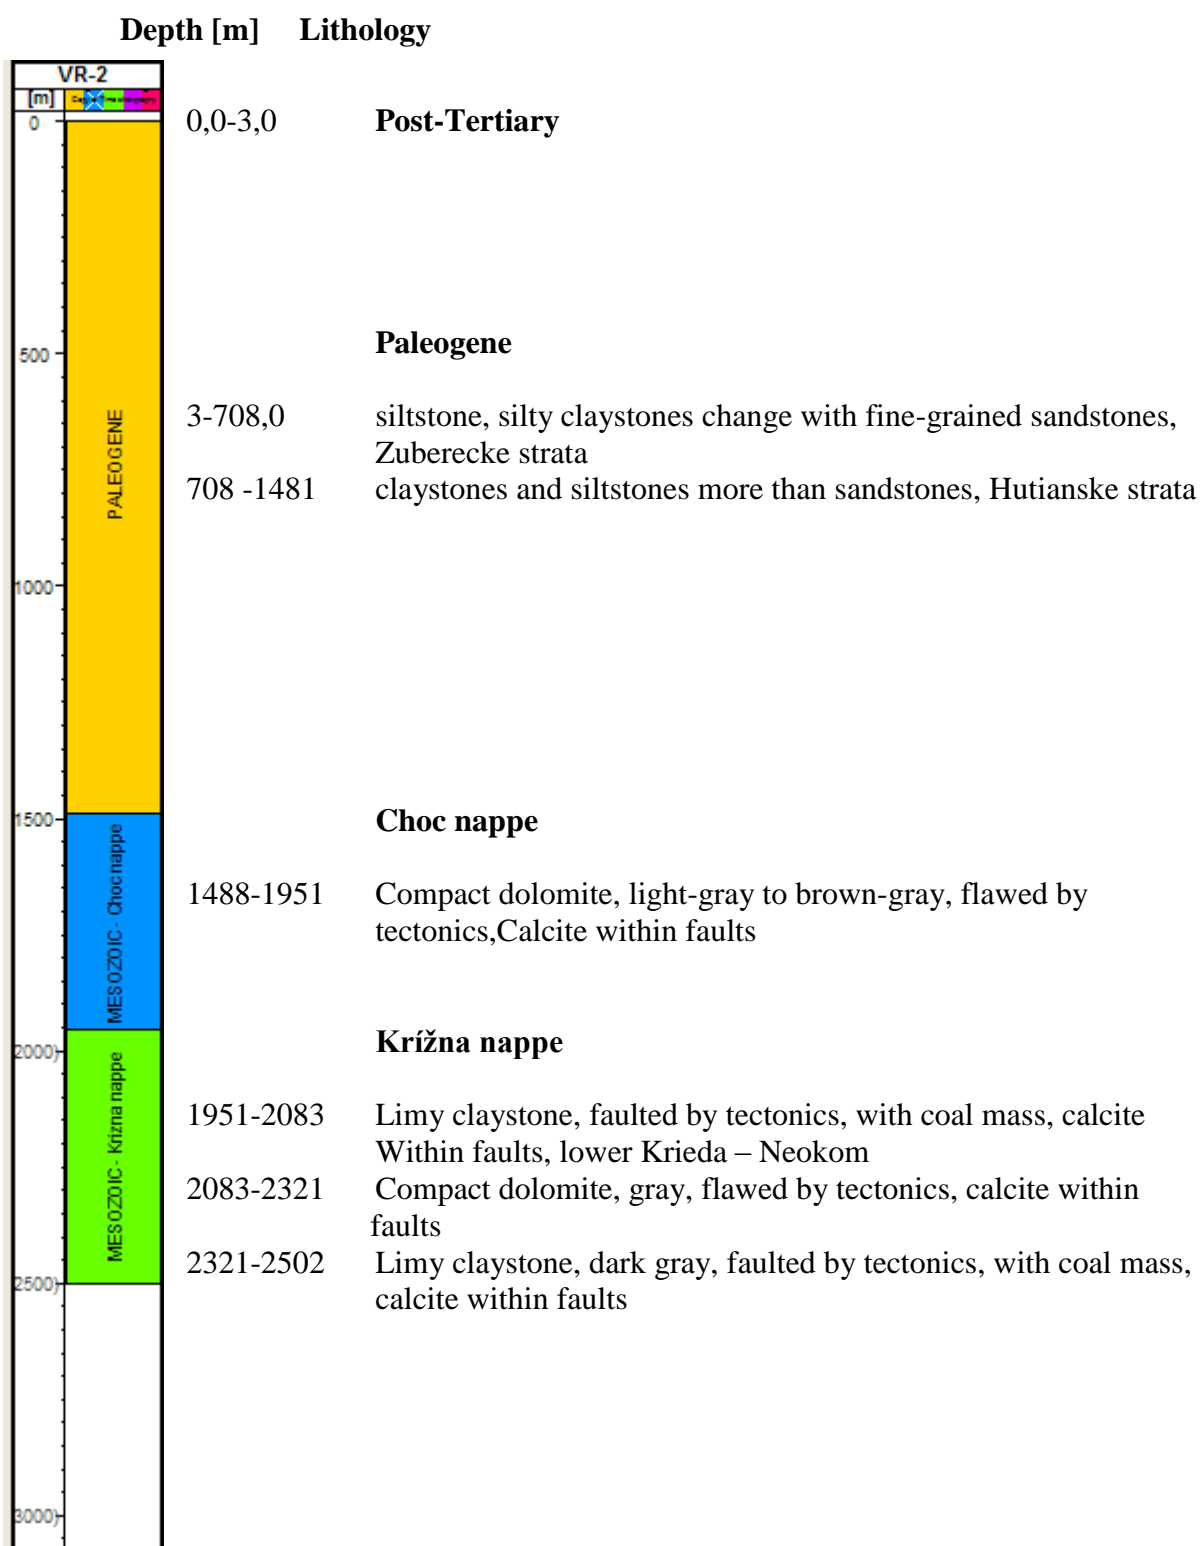 Depth [m] Lithology
VR-2
[m]
0
0,0-3,0 Post-Tertiary
500
Paleogene
PALEOGENE
3-708,0 siltstone, silty claystones change with fine-grained sandstones,
Zuberecke strata
708 -1481 claystones and siltstones more than sandstones, Hutianske strata
1000
1500
Choc nappe
MESOZOIC - Choc nappe
1488-1951 Compact dolomite, light-gray to brown-gray, flawed by
tectonics,Calcite within faults
2000)
Krížna nappe
MESOZOIC - Krizna nappe
1951-2083 Limy claystone, faulted by tectonics, with coal mass, calcite
Within faults, lower Krieda – Neokom
2083-2321 Compact dolomite, gray, flawed by tectonics, calcite within
faults
2321-2502 Limy claystone, dark gray, faulted by tectonics, with coal mass,
2500)
calcite within faults
3000)